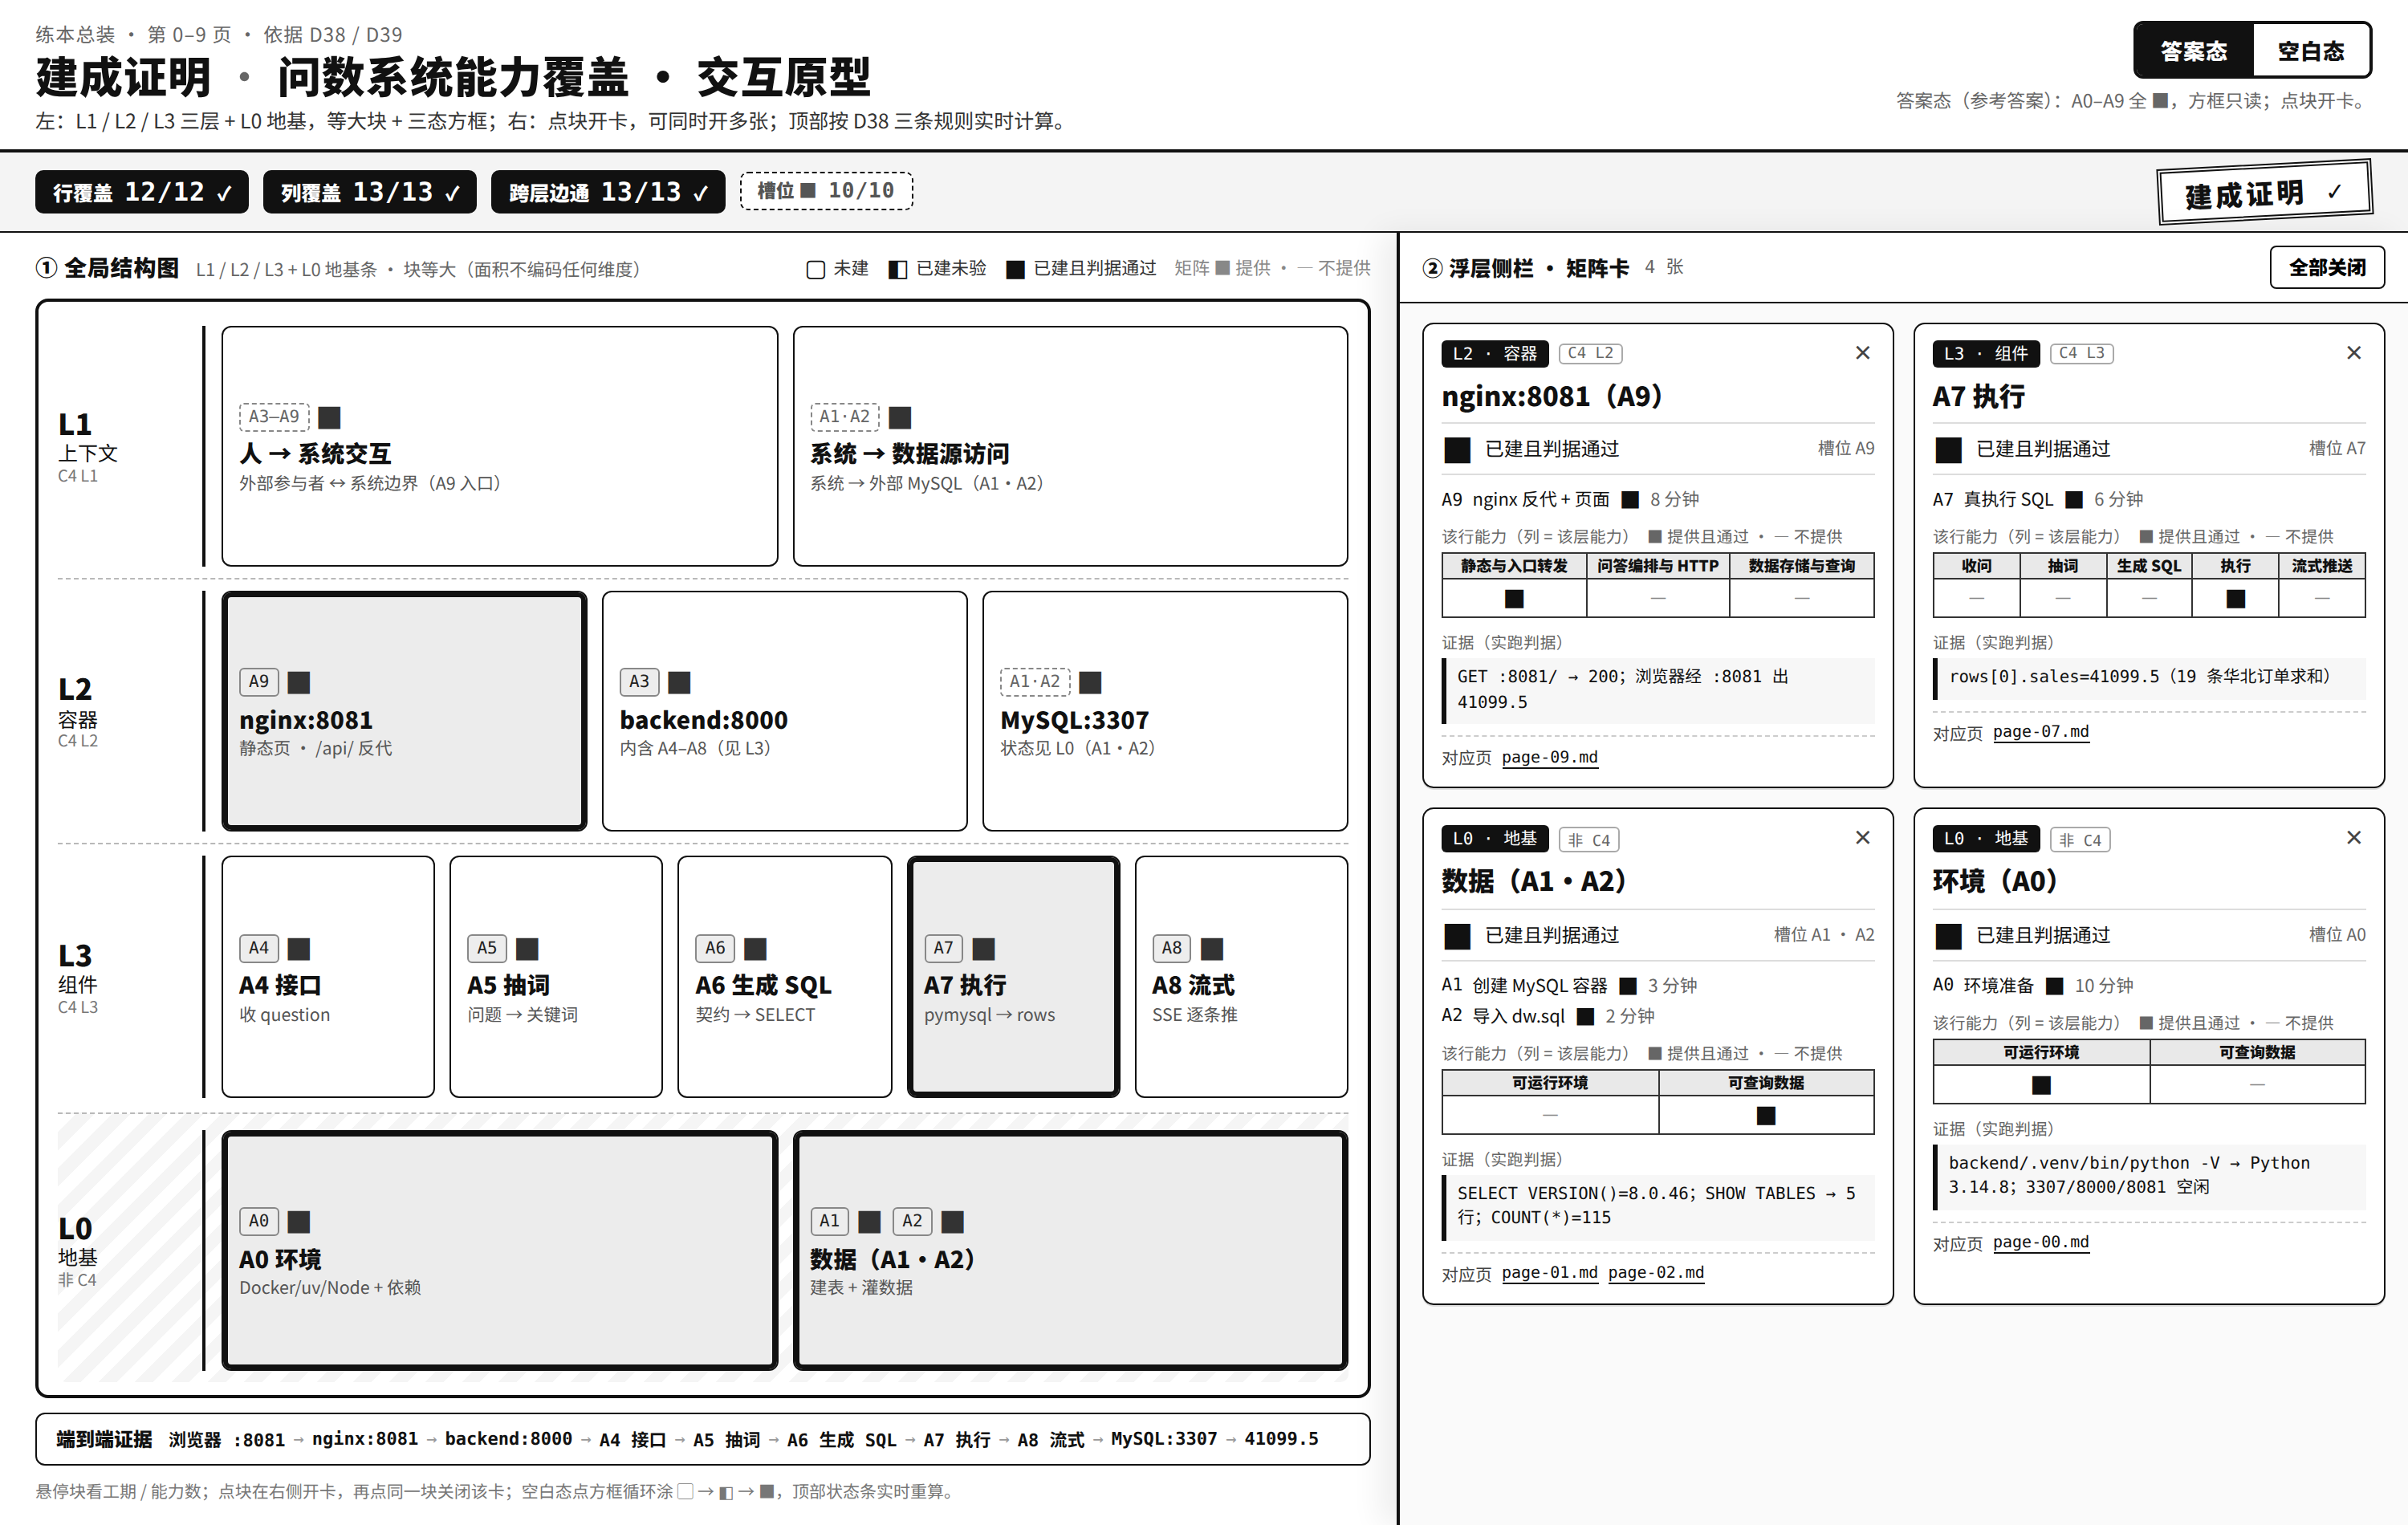 练本总装 · 第 0–9 页 · 依据 D38 / D39
建成证明 · 问数系统能力覆盖 · 交互原型
左：L1 / L2 / L3 三层 + L0 地基，等大块 + 三态方框；右：点块开卡，可同时开多张；顶部按 D38 三条规则实时计算。
答案态 空白态
答案态（参考答案）：A0–A9 全 ■，方框只读；点块开卡。
行覆盖 12/12 ✓ 列覆盖 13/13 ✓ 跨层边通 13/13 ✓ 槽位 ■ 10/10
建成证明 ✓
① 全局结构图 L1 / L2 / L3 + L0 地基条 · 块等大（面积不编码任何维度）
▢ 未建 ◧ 已建未验 ■ 已建且判据通过 矩阵 ■ 提供 · — 不提供
L1
上下文
C4 L1
A3–A9 ■
人 → 系统交互
外部参与者 ↔ 系统边界（A9 入口）
A1·A2 ■
系统 → 数据源访问
系统 → 外部 MySQL（A1 · A2）
L2
容器
C4 L2
A9 ■
nginx:8081
静态页 · /api/ 反代
A3 ■
backend:8000
内含 A4–A8（见 L3）
A1·A2 ■
MySQL:3307
状态见 L0（A1 · A2）
L3
组件
C4 L3
A4 ■
A4 接口
收 question
A5 ■
A5 抽词
问题 → 关键词
A6 ■
A6 生成 SQL
契约 → SELECT
A7 ■
A7 执行
pymysql → rows
A8 ■
A8 流式
SSE 逐条推
L0
地基
非 C4
A0 ■
A0 环境
Docker/uv/Node + 依赖
A1 ■ A2 ■
数据（A1 · A2）
建表 + 灌数据
端到端证据 浏览器 :8081 → nginx:8081 → backend:8000 → A4 接口 → A5 抽词 → A6 生成 SQL → A7 执行 → A8 流式 → MySQL:3307 → 41099.5
悬停块看工期 / 能力数；点块在右侧开卡，再点同一块关闭该卡；空白态点方框循环涂 ▢ → ◧ → ■，顶部状态条实时重算。
② 浮层侧栏 · 矩阵卡 4 张
全部关闭
L2 · 容器 C4 L2 ×
nginx:8081（A9）
■ 已建且判据通过 槽位 A9
A9 nginx 反代 + 页面 ■ 8 分钟
该行能力（列 = 该层能力） ■ 提供且通过 · — 不提供
静态与入口转发 问答编排与 HTTP 数据存储与查询
■ — —
证据（实跑判据）
GET :8081/ → 200；浏览器经 :8081 出
41099.5
对应页 page-09.md
L3 · 组件 C4 L3 ×
A7 执行
■ 已建且判据通过 槽位 A7
A7 真执行 SQL ■ 6 分钟
该行能力（列 = 该层能力） ■ 提供且通过 · — 不提供
收问 抽词 生成 SQL 执行 流式推送
— — — ■ —
证据（实跑判据）
rows[0].sales=41099.5（19 条华北订单求和）
对应页 page-07.md
L0 · 地基 非 C4 ×
数据（A1 · A2）
■ 已建且判据通过 槽位 A1 · A2
A1 创建 MySQL 容器 ■ 3 分钟
A2 导入 dw.sql ■ 2 分钟
该行能力（列 = 该层能力） ■ 提供且通过 · — 不提供
可运行环境 可查询数据
— ■
证据（实跑判据）
SELECT VERSION()=8.0.46；SHOW TABLES → 5
行；COUNT(*)=115
对应页 page-01.md page-02.md
L0 · 地基 非 C4 ×
环境（A0）
■ 已建且判据通过 槽位 A0
A0 环境准备 ■ 10 分钟
该行能力（列 = 该层能力） ■ 提供且通过 · — 不提供
可运行环境 可查询数据
■ —
证据（实跑判据）
backend/.venv/bin/python -V → Python
3.14.8；3307/8000/8081 空闲
对应页 page-00.md